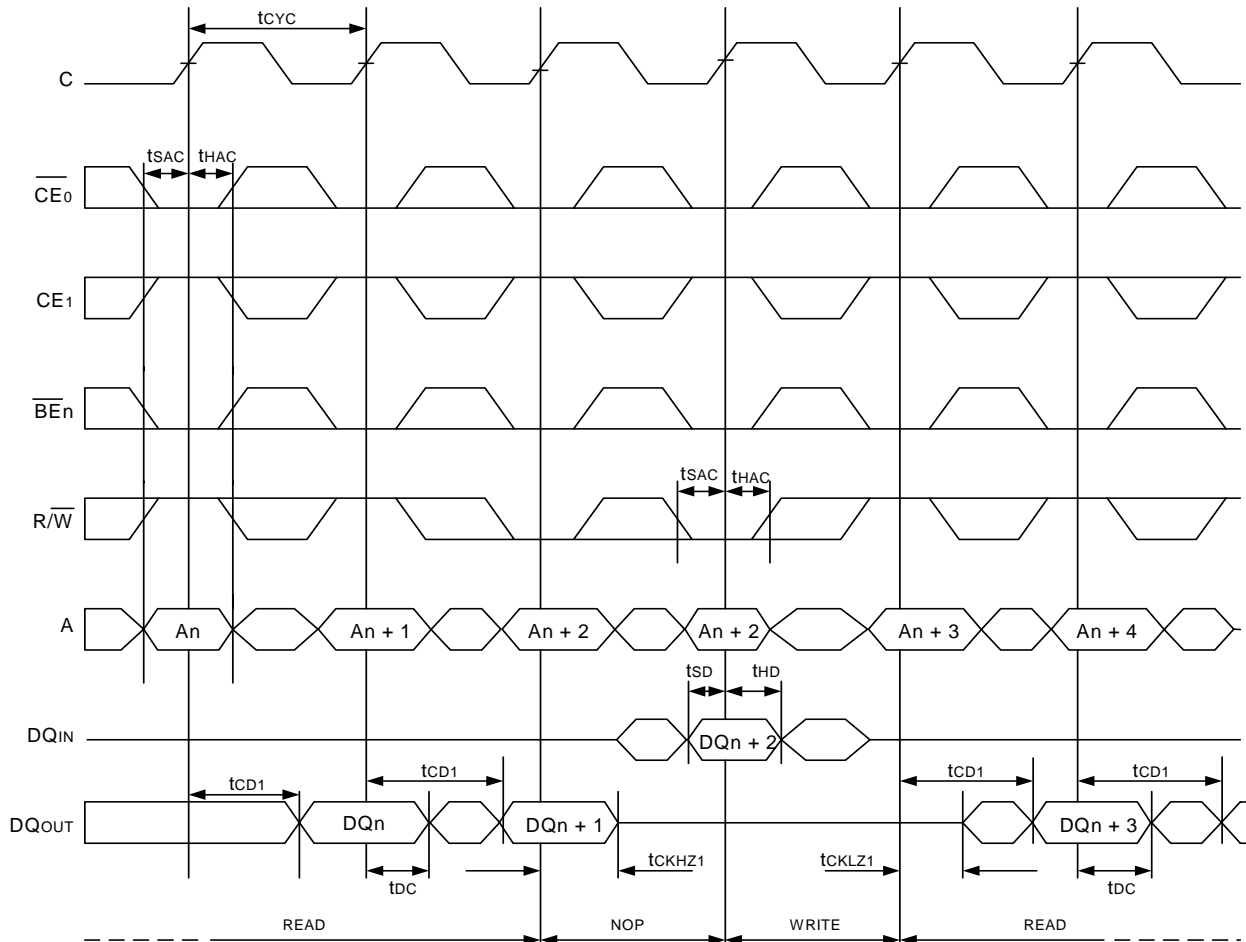 tCYC
C
tSAC tHAC
CE0
CE1
BEn
tSAC tHAC
R/W
A An An + 1 An + 2 An + 2 An + 3 An + 4
tSD tHD
DQIN DQn + 2
tCD1 tCD1 tCD1 tCD1
DQOUT DQn DQn + 1 DQn + 3
tDC tCKHZ1 tCKLZ1 tDC
READ NOP WRITE READ